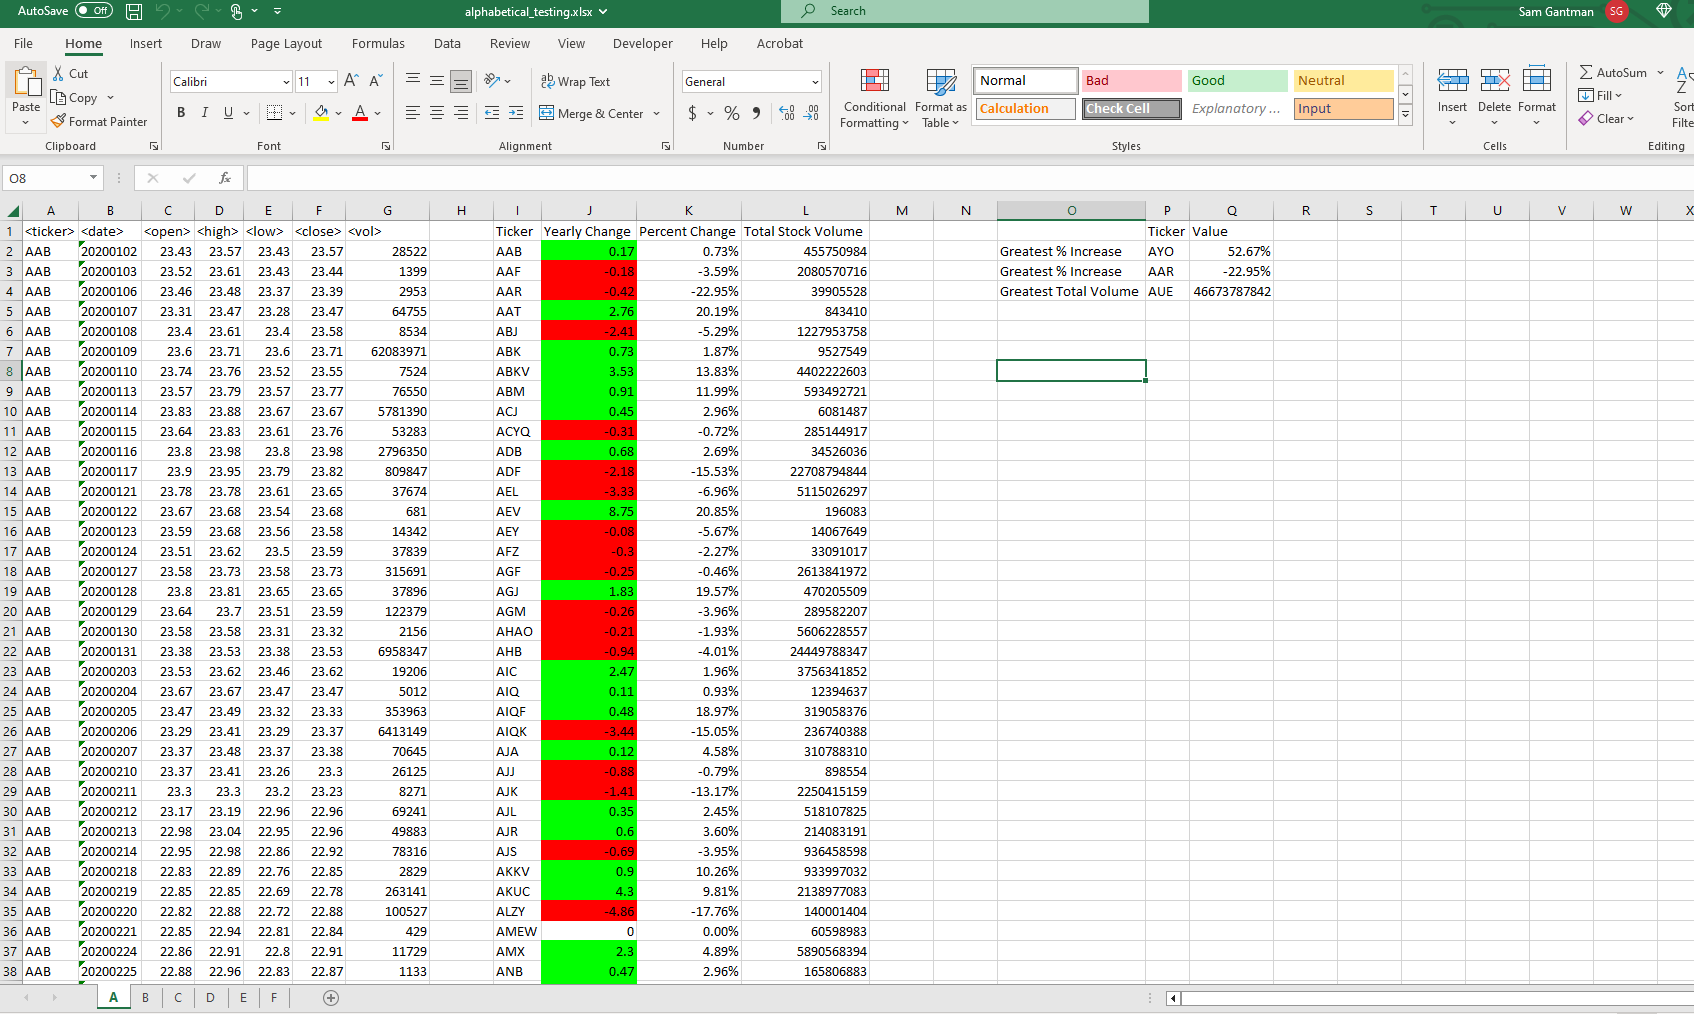 AutoSave Off alphabetical_testing.xlsx Search Sam Gantman SG
File Home Insert Draw Page Layout Formulas Data Review View Developer Help Acrobat
Paste Cut Copy Format Painter
Calibri 11 A A
B I U A
ab Wrap Text
Merge & Center
General
$ % 9
Conditional Formatting Format as Table
Normal Bad Good Neutral
Calculation Check Cell Explanatory ... Input
Insert Delete Format
AutoSum Fill Clear
Sort Filte
Clipboard Font Alignment Number Styles Cells Editing
O8 fx
A B C D E F G H I J K L M N O P Q R S T U V W X
1 <ticker> <date> <open> <high> <low> <close> <vol> Ticker Yearly Change Percent Change Total Stock Volume Ticker Value
2 AAB 20200102 23.43 23.57 23.43 23.57 28522 AAB 0.17 0.73% 455750984 Greatest % Increase AYO 52.67%
3 AAB 20200103 23.52 23.61 23.43 23.44 1399 AAF -0.18 -3.59% 2080570716 Greatest % Increase AAR -22.95%
4 AAB 20200106 23.46 23.48 23.37 23.39 2953 AAR -0.42 -22.95% 39905528 Greatest Total Volume AUE 46673787842
5 AAB 20200107 23.31 23.47 23.28 23.47 64755 AAT 2.76 20.19% 843410
6 AAB 20200108 23.4 23.61 23.4 23.58 8534 ABJ -2.41 -5.29% 1227953758
7 AAB 20200109 23.6 23.71 23.6 23.71 62083971 ABK 0.73 1.87% 9527549
8 AAB 20200110 23.74 23.76 23.52 23.55 7524 ABKV 3.53 13.83% 4402222603
9 AAB 20200113 23.57 23.79 23.57 23.77 76550 ABM 0.91 11.99% 593492721
10 AAB 20200114 23.83 23.88 23.67 23.67 5781390 ACJ 0.45 2.96% 6081487
11 AAB 20200115 23.64 23.83 23.61 23.76 53283 ACYQ -0.31 -0.72% 285144917
12 AAB 20200116 23.8 23.98 23.8 23.98 2796350 ADB 0.68 2.69% 34526036
13 AAB 20200117 23.9 23.95 23.79 23.82 809847 ADF -2.18 -15.53% 22708794844
14 AAB 20200121 23.78 23.78 23.61 23.65 37674 AEL -3.33 -6.96% 5115026297
15 AAB 20200122 23.67 23.68 23.54 23.68 681 AEV 8.75 20.85% 196083
16 AAB 20200123 23.59 23.68 23.56 23.58 14342 AEY -0.08 -5.67% 14067649
17 AAB 20200124 23.51 23.62 23.5 23.59 37839 AFZ -0.3 -2.27% 33091017
18 AAB 20200127 23.58 23.73 23.58 23.73 315691 AGF -0.25 -0.46% 2613841972
19 AAB 20200128 23.8 23.81 23.65 23.65 37896 AGJ 1.83 19.57% 470205509
20 AAB 20200129 23.64 23.7 23.51 23.59 122379 AGM -0.26 -3.96% 289582207
21 AAB 20200130 23.58 23.58 23.31 23.32 2156 AHAO -0.21 -1.93% 5606228557
22 AAB 20200131 23.38 23.53 23.38 23.53 6958347 AHB -0.94 -4.01% 24449788347
23 AAB 20200203 23.53 23.62 23.46 23.62 19206 AIC 2.47 1.96% 3756341852
24 AAB 20200204 23.67 23.67 23.47 23.47 5012 AIQ 0.11 0.93% 12394637
25 AAB 20200205 23.47 23.49 23.32 23.33 353963 AIQF 0.48 18.97% 319058376
26 AAB 20200206 23.29 23.41 23.29 23.37 6413149 AIQK -3.44 -15.05% 236740388
27 AAB 20200207 23.37 23.48 23.37 23.38 70645 AJA 0.12 4.58% 310788310
28 AAB 20200210 23.37 23.41 23.26 23.3 26125 AJJ -0.88 -0.79% 898554
29 AAB 20200211 23.3 23.3 23.2 23.23 8271 AJK -1.41 -13.17% 2250415159
30 AAB 20200212 23.17 23.19 22.96 22.96 69241 AJL 0.35 2.45% 518107825
31 AAB 20200213 22.98 23.04 22.95 22.96 49883 AJR 0.6 3.60% 214083191
32 AAB 20200214 22.95 22.98 22.86 22.92 78316 AJS -0.69 -3.95% 936458598
33 AAB 20200218 22.83 22.89 22.76 22.85 2829 AKKV 0.9 10.26% 933997032
34 AAB 20200219 22.85 22.85 22.69 22.78 263141 AKUC 4.3 9.81% 2138977083
35 AAB 20200220 22.82 22.88 22.72 22.88 100527 ALZY -4.86 -17.76% 140001404
36 AAB 20200221 22.85 22.94 22.81 22.84 429 AMEW 0 0.00% 60598983
37 AAB 20200224 22.86 22.91 22.8 22.91 11729 AMX 2.3 4.89% 5890568394
38 AAB 20200225 22.88 22.96 22.83 22.87 1133 ANB 0.47 2.96% 165806883
A B C D E F